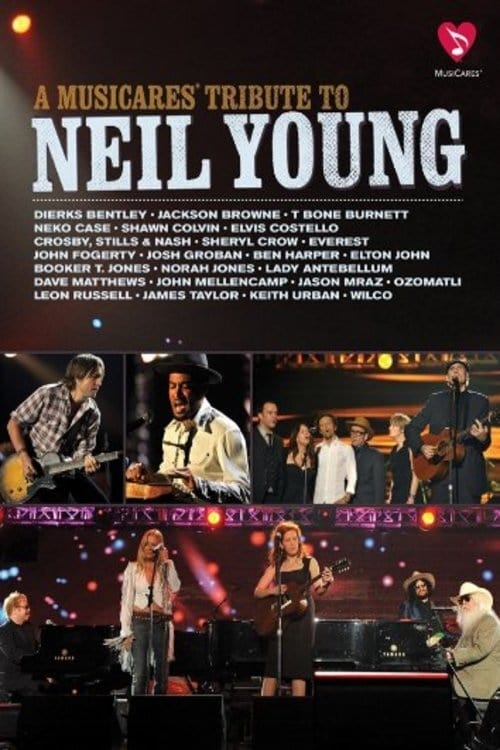 MUSICARES®
A MUSICARES® TRIBUTE TO
NEIL YOUNG
DIERKS BENTLEY • JACKSON BROWNE • T BONE BURNETT
NEKO CASE • SHAWN COLVIN • ELVIS COSTELLO
CROSBY, STILLS & NASH • SHERYL CROW • EVEREST
JOHN FOGERTY • JOSH GROBAN • BEN HARPER • ELTON JOHN
BOOKER T. JONES • NORAH JONES • LADY ANTEBELLUM
DAVE MATTHEWS • JOHN MELLENCAMP • JASON MRAZ • OZOMATLI
LEON RUSSELL • JAMES TAYLOR • KEITH URBAN • WILCO
YAMAHA
YAMAHA